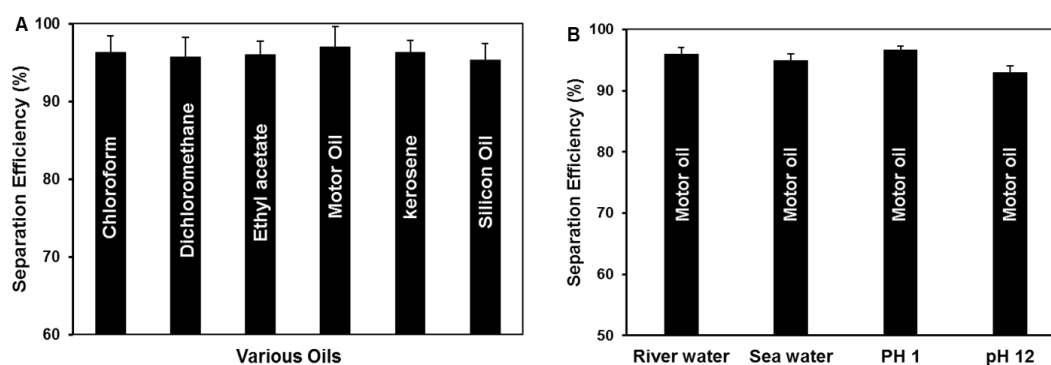 A
Separation Efficiency (%)
100
90
80
70
60
Chloroform
Dichloromethane
Ethyl acetate
Motor Oil
kerosene
Silicon Oil
Various Oils
B
Separation Efficiency (%)
100
90
80
70
60
50
Motor oil
Motor oil
Motor oil
Motor oil
River water
Sea water
PH 1
pH 12